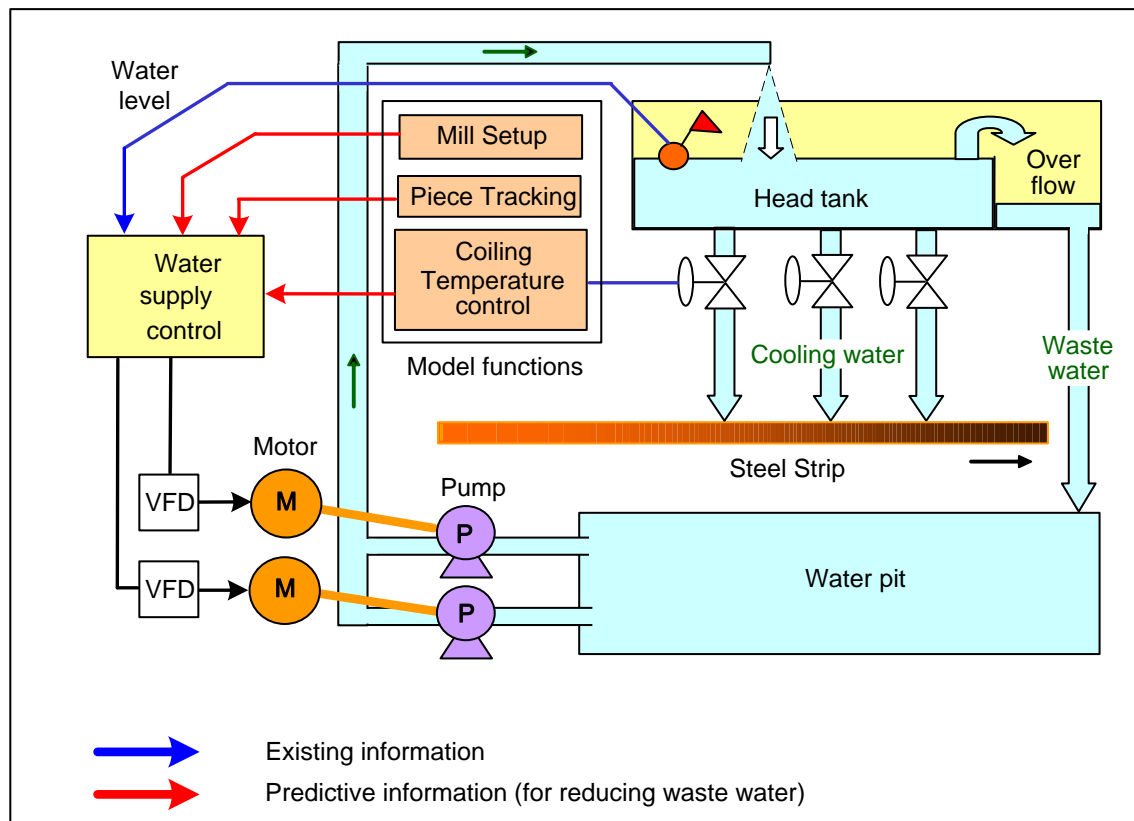 Water
level
Mill Setup
Piece Tracking
Coiling
Temperature
control
Model functions
Water
supply
control
Head tank
Over
flow
Cooling water
Waste
water
Steel Strip
Motor
Pump
VFD
M
P
VFD
M
P
Water pit
Existing information
Predictive information (for reducing waste water)